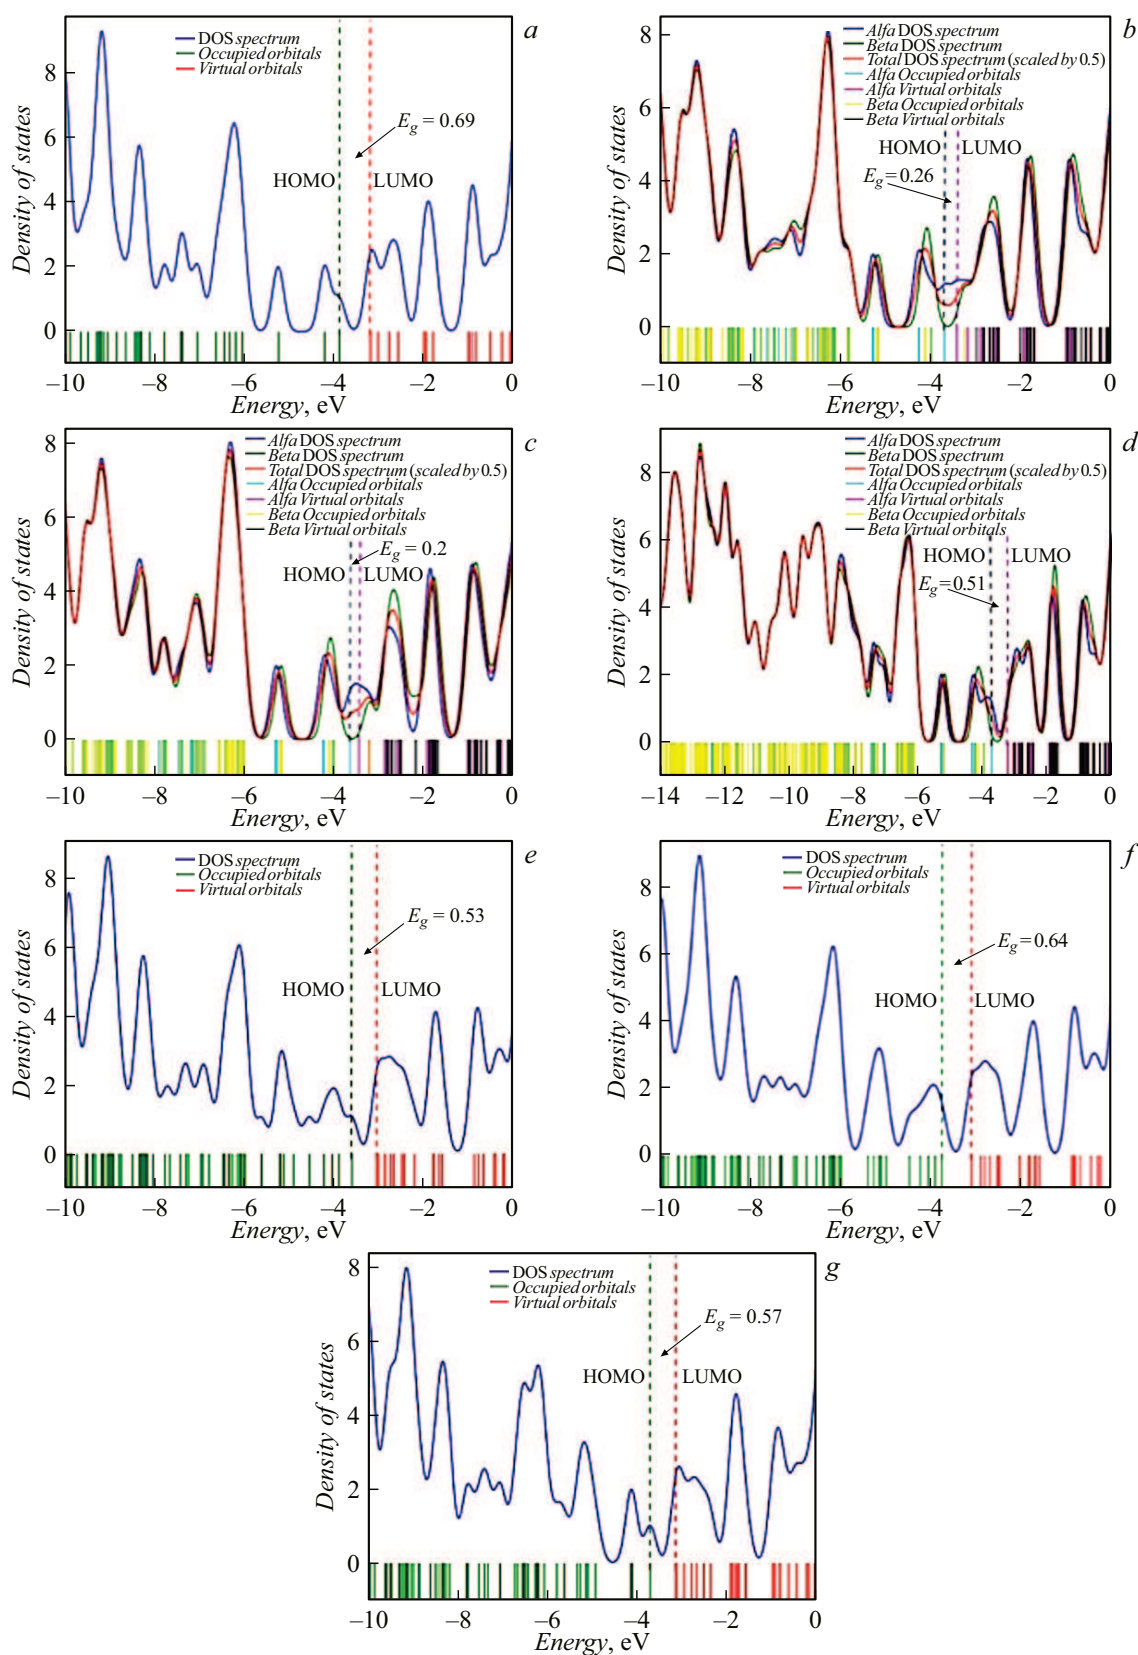 a
DOS spectrum
Occupied orbitals
Virtual orbitals
E_g = 0.69
HOMO
LUMO
Density of states
8
6
4
2
0
–10
–8
–6
–4
–2
0
Energy, eV
b
Alfa DOS spectrum
Beta DOS spectrum
Total DOS spectrum (scaled by 0.5)
Alfa Occupied orbitals
Alfa Virtual orbitals
Beta Occupied orbitals
Beta Virtual orbitals
HOMO
LUMO
E_g = 0.26
Density of states
8
6
4
2
0
–10
–8
–6
–4
–2
0
Energy, eV
c
Alfa DOS spectrum
Beta DOS spectrum
Total DOS spectrum (scaled by 0.5)
Alfa Occupied orbitals
Alfa Virtual orbitals
Beta Occupied orbitals
Beta Virtual orbitals
E_g = 0.2
HOMO
LUMO
Density of states
8
6
4
2
0
–10
–8
–6
–4
–2
0
Energy, eV
d
Alfa DOS spectrum
Beta DOS spectrum
Total DOS spectrum (scaled by 0.5)
Alfa Occupied orbitals
Alfa Virtual orbitals
Beta Occupied orbitals
Beta Virtual orbitals
HOMO
LUMO
E_g = 0.51
Density of states
8
6
4
2
0
–14
–12
–10
–8
–6
–4
–2
0
Energy, eV
e
DOS spectrum
Occupied orbitals
Virtual orbitals
E_g = 0.53
HOMO
LUMO
Density of states
8
6
4
2
0
–10
–8
–6
–4
–2
0
Energy, eV
f
DOS spectrum
Occupied orbitals
Virtual orbitals
E_g = 0.64
HOMO
LUMO
Density of states
8
6
4
2
0
–10
–8
–6
–4
–2
0
Energy, eV
g
DOS spectrum
Occupied orbitals
Virtual orbitals
E_g = 0.57
HOMO
LUMO
Density of states
8
6
4
2
0
–10
–8
–6
–4
–2
0
Energy, eV